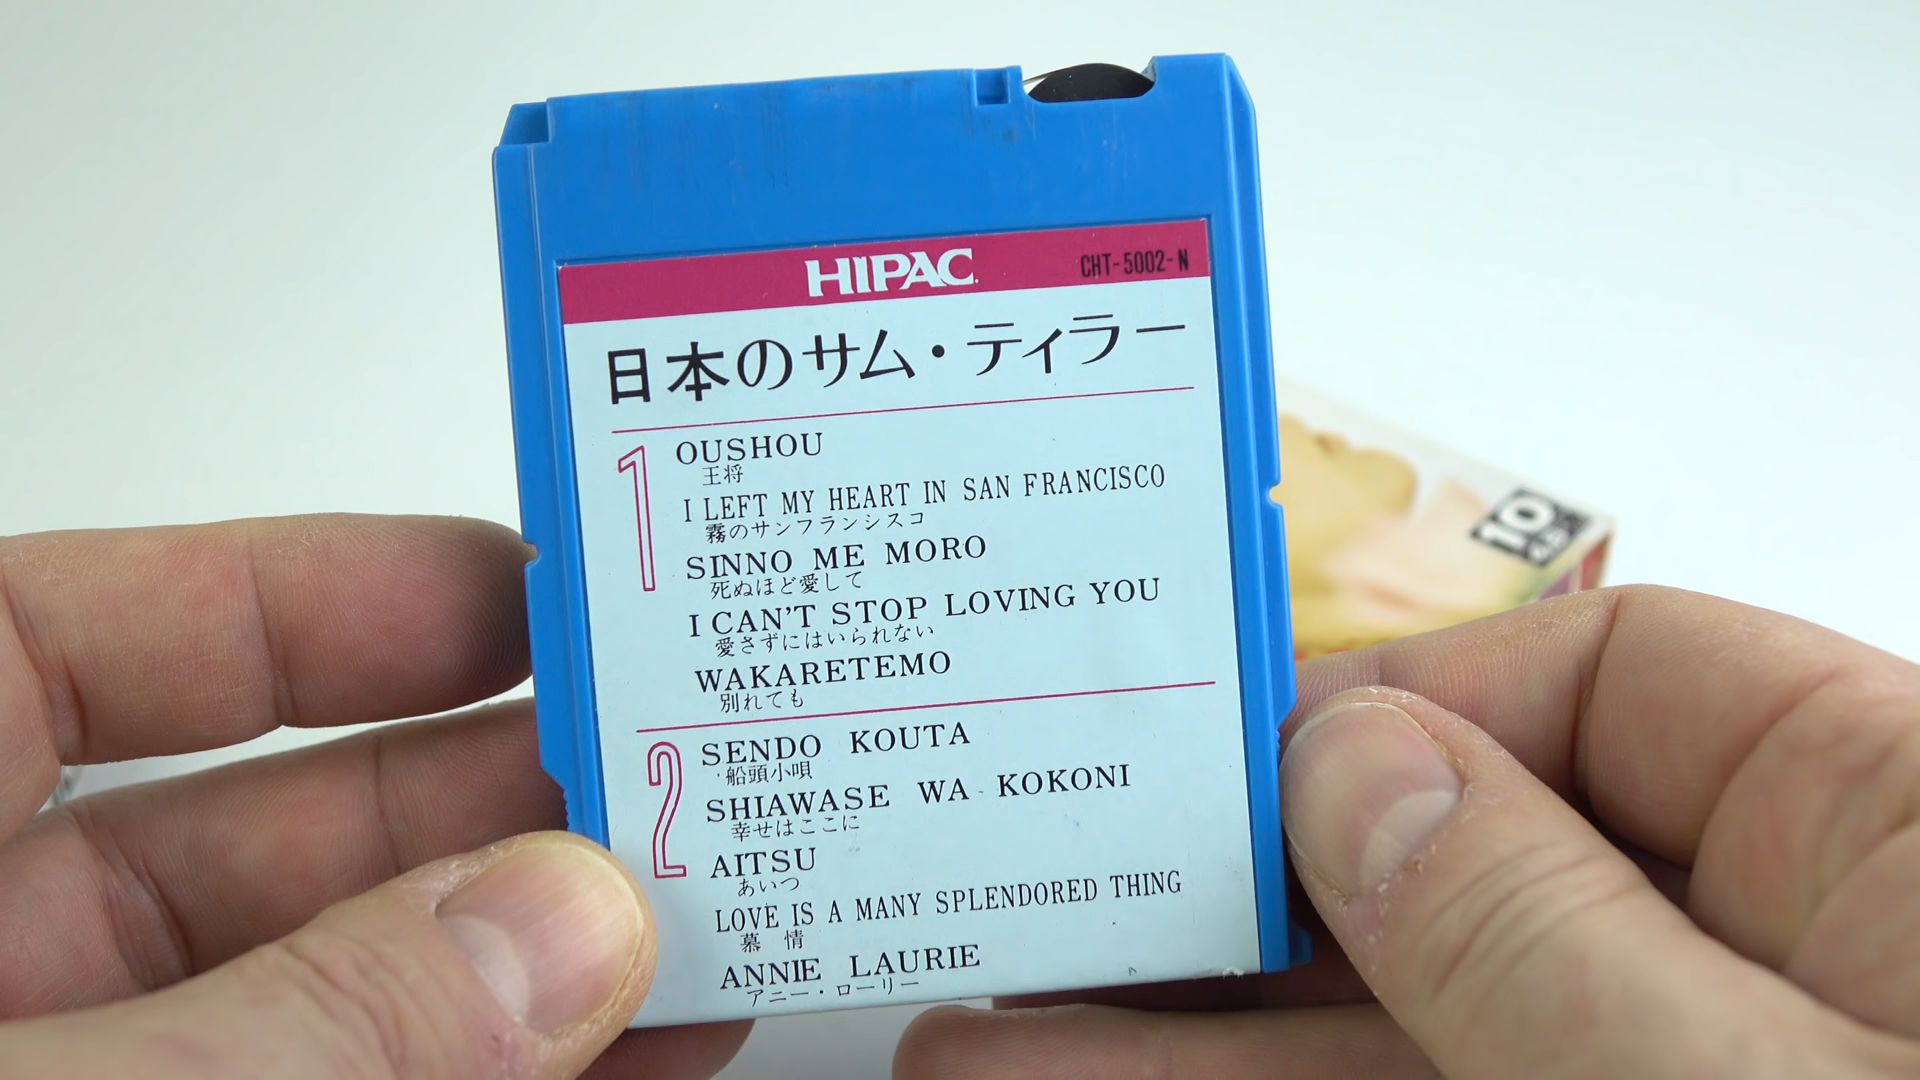 HIPAC
CHT-5002-N
日本のサム・ティラー
1
OUSHOU
王将
I LEFT MY HEART IN SAN FRANCISCO
霧のサンフランシスコ
SINNO ME MORO
死ぬほど愛して
I CAN'T STOP LOVING YOU
愛さずにはいられない
WAKARETEMO
別れても
2
SENDO KOUTA
船頭小唄
SHIAWASE WA KOKONI
幸せはここに
AITSU
あいつ
LOVE IS A MANY SPLENDORED THING
慕情
ANNIE LAURIE
アニー・ローリー
10